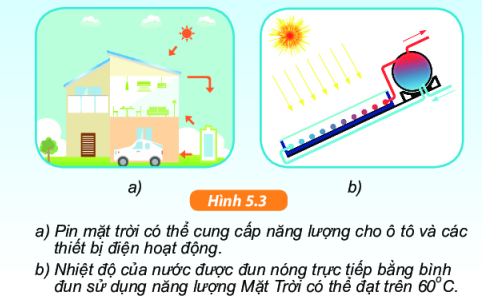 a)
b)
Hình 5.3
a) Pin mặt trời có thể cung cấp năng lượng cho ô tô và các
thiết bị điện hoạt động.
b) Nhiệt độ của nước được đun nóng trực tiếp bằng bình
đun sử dụng năng lượng Mặt Trời có thể đạt trên 60°C.